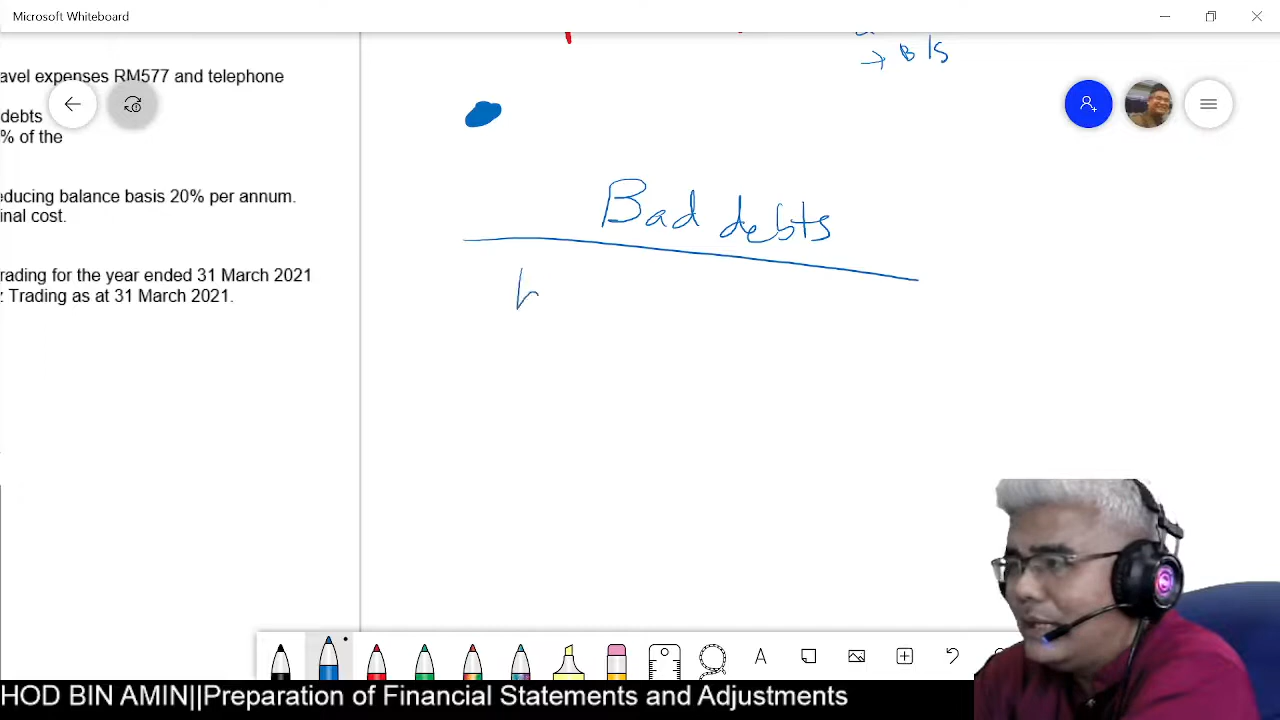 Microsoft Whiteboard
→ B/S
avel expenses RM577 and telephone
debts
% of the
educing balance basis 20% per annum.
inal cost.
rading for the year ended 31 March 2021
Trading as at 31 March 2021.
Bad debts
A
HOD BIN AMIN||Preparation of Financial Statements and Adjustments